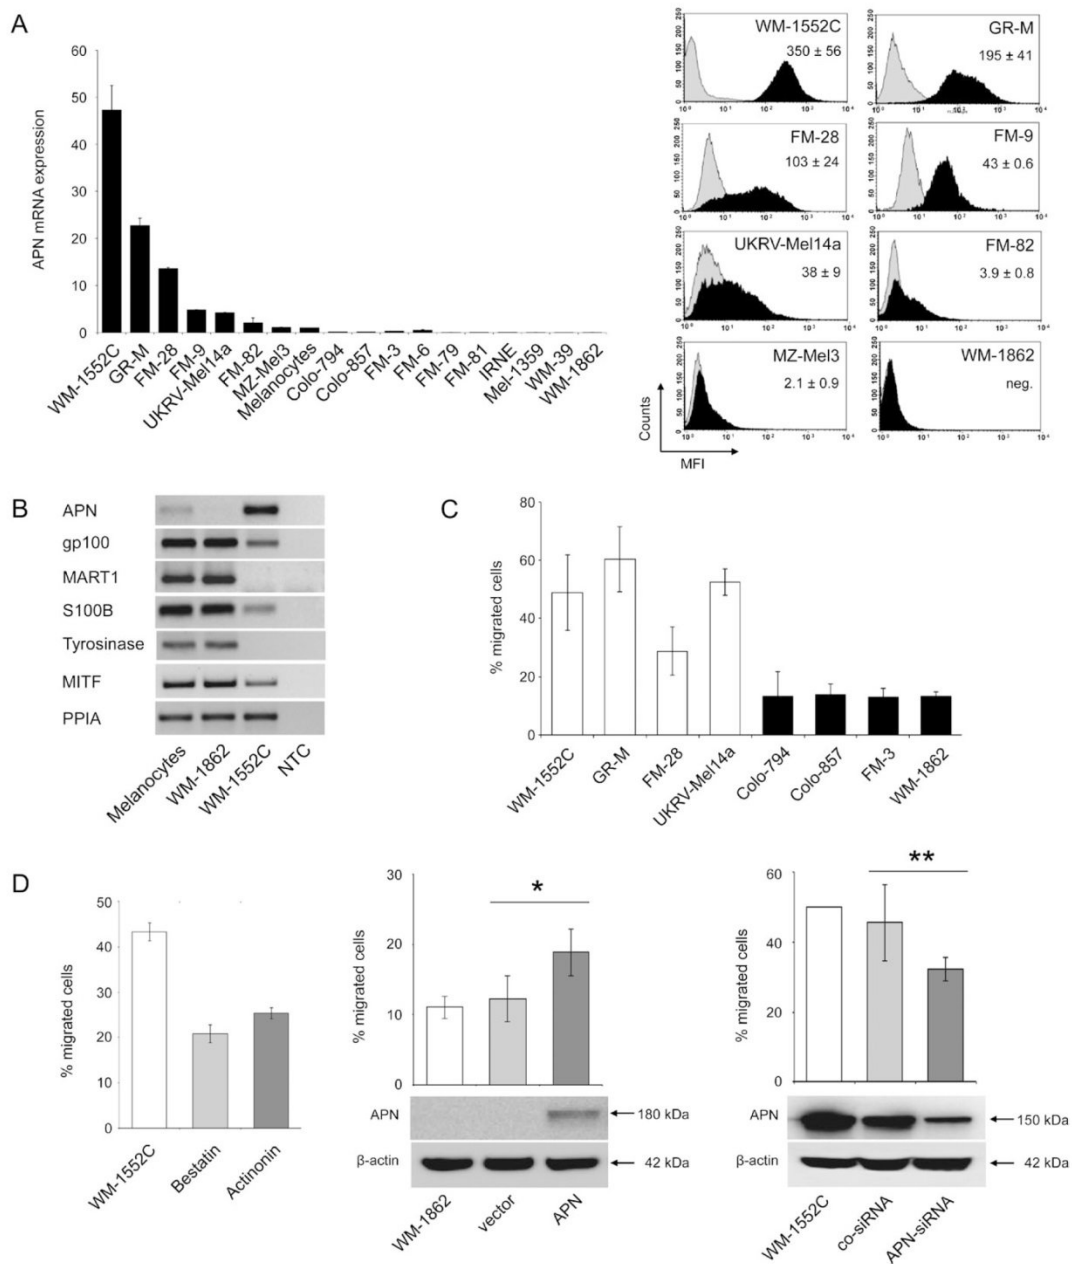 A
60
50
40
30
20
10
0
APN mRNA expression
WM-1552C
GR-M
FM-28
FM-9
UKRV-Mel14a
FM-82
MZ-Mel3
Melanocytes
Colo-794
Colo-857
FM-3
FM-6
FM-79
FM-81
IRNE
Mel-1359
WM-39
WM-1862
WM-1552C
350 ± 56
GR-M
195 ± 41
FM-28
103 ± 24
FM-9
43 ± 0.6
UKRV-Mel14a
38 ± 9
FM-82
3.9 ± 0.8
MZ-Mel3
2.1 ± 0.9
WM-1862
neg.
Counts
MFI
B
APN
gp100
MART1
S100B
Tyrosinase
MITF
PPIA
Melanocytes
WM-1862
WM-1552C
NTC
C
80
60
40
20
0
% migrated cells
WM-1552C
GR-M
FM-28
UKRV-Mel14a
Colo-794
Colo-857
FM-3
WM-1862
D
50
40
30
20
10
0
% migrated cells
WM-1552C
Bestatin
Actinonin
*
30
20
10
0
% migrated cells
APN
180 kDa
β-actin
42 kDa
WM-1862
vector
APN
**
60
40
20
0
% migrated cells
APN
150 kDa
β-actin
42 kDa
WM-1552C
co-siRNA
APN-siRNA